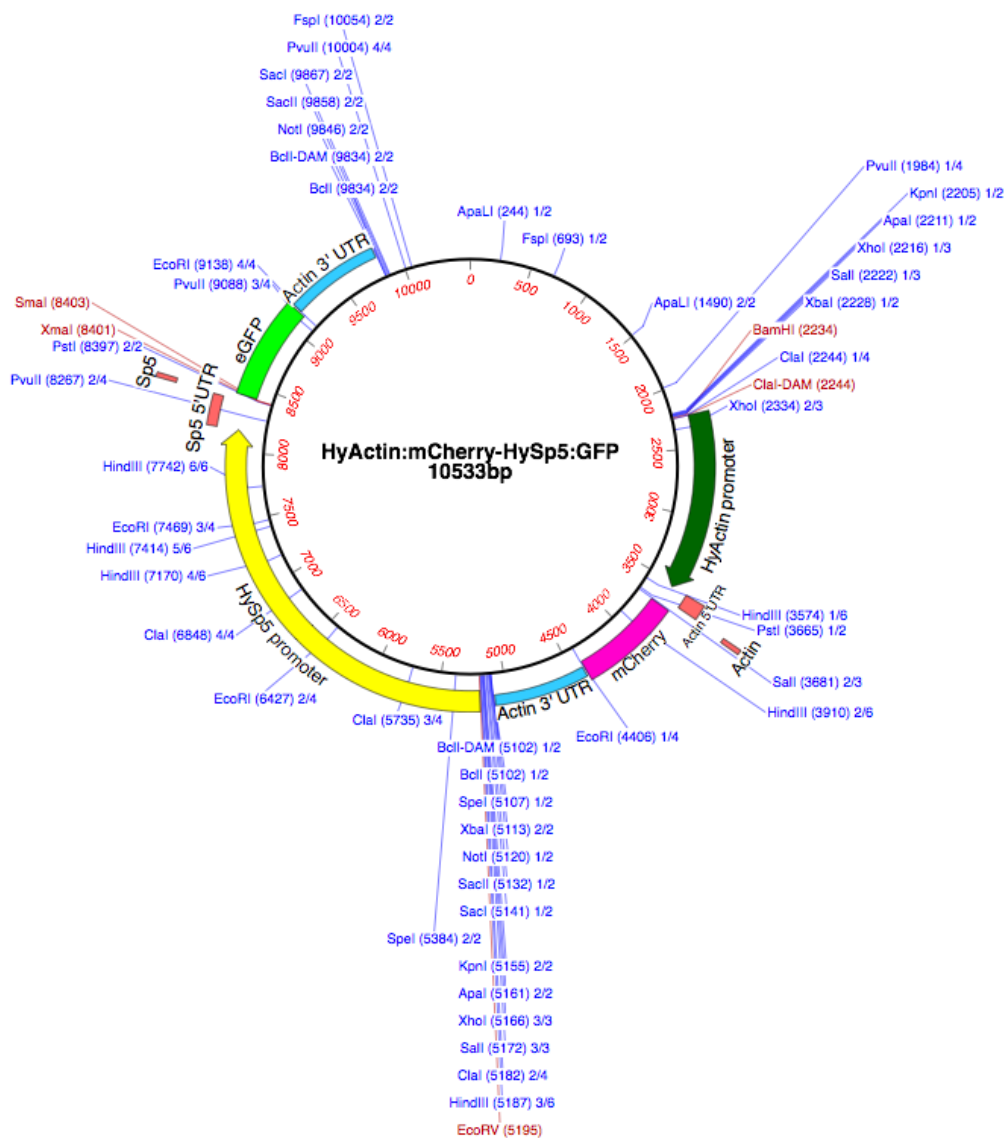 FspI (10054) 2/2
PvuII (10004) 4/4
SacI (9867) 2/2
SacII (9858) 2/2
NotI (9846) 2/2
BclI-DAM (9834) 2/2
BclI (9834) 2/2
ApaLI (244) 1/2
FspI (693) 1/2
PvuII (1984) 1/4
KpnI (2205) 1/2
ApaI (2211) 1/2
XhoI (2216) 1/3
SalI (2222) 1/3
XbaI (2228) 1/2
BamHI (2234)
ClaI (2244) 1/4
ClaI-DAM (2244)
XhoI (2334) 2/3
ApaLI (1490) 2/2
EcoRI (9138) 4/4
PvuII (9088) 3/4
Actin 3' UTR
eGFP
SmaI (8403)
XmaI (8401)
PstI (8397) 2/2
PvuII (8267) 2/4
Sp5
Sp5 5'UTR
0
500
1000
1500
2000
2500
3000
3500
4000
4500
5000
5500
6000
6500
7000
7500
8000
8500
9000
9500
10000
HyActin:mCherry-HySp5:GFP
10533bp
HyActin promoter
HindIII (7742) 6/6
EcoRI (7469) 3/4
HindIII (7414) 5/6
HindIII (7170) 4/6
ClaI (6848) 4/4
HySp5 promoter
EcoRI (6427) 2/4
ClaI (5735) 3/4
HindIII (3574) 1/6
Actin 5'UTR
PstI (3665) 1/2
Actin
SalI (3681) 2/3
HindIII (3910) 2/6
mCherry
Actin 3' UTR
EcoRI (4406) 1/4
BclI-DAM (5102) 1/2
BclI (5102) 1/2
SpeI (5107) 1/2
XbaI (5113) 2/2
NotI (5120) 1/2
SacII (5132) 1/2
SacI (5141) 1/2
SpeI (5384) 2/2
KpnI (5155) 2/2
ApaI (5161) 2/2
XhoI (5166) 3/3
SalI (5172) 3/3
ClaI (5182) 2/4
HindIII (5187) 3/6
EcoRV (5195)